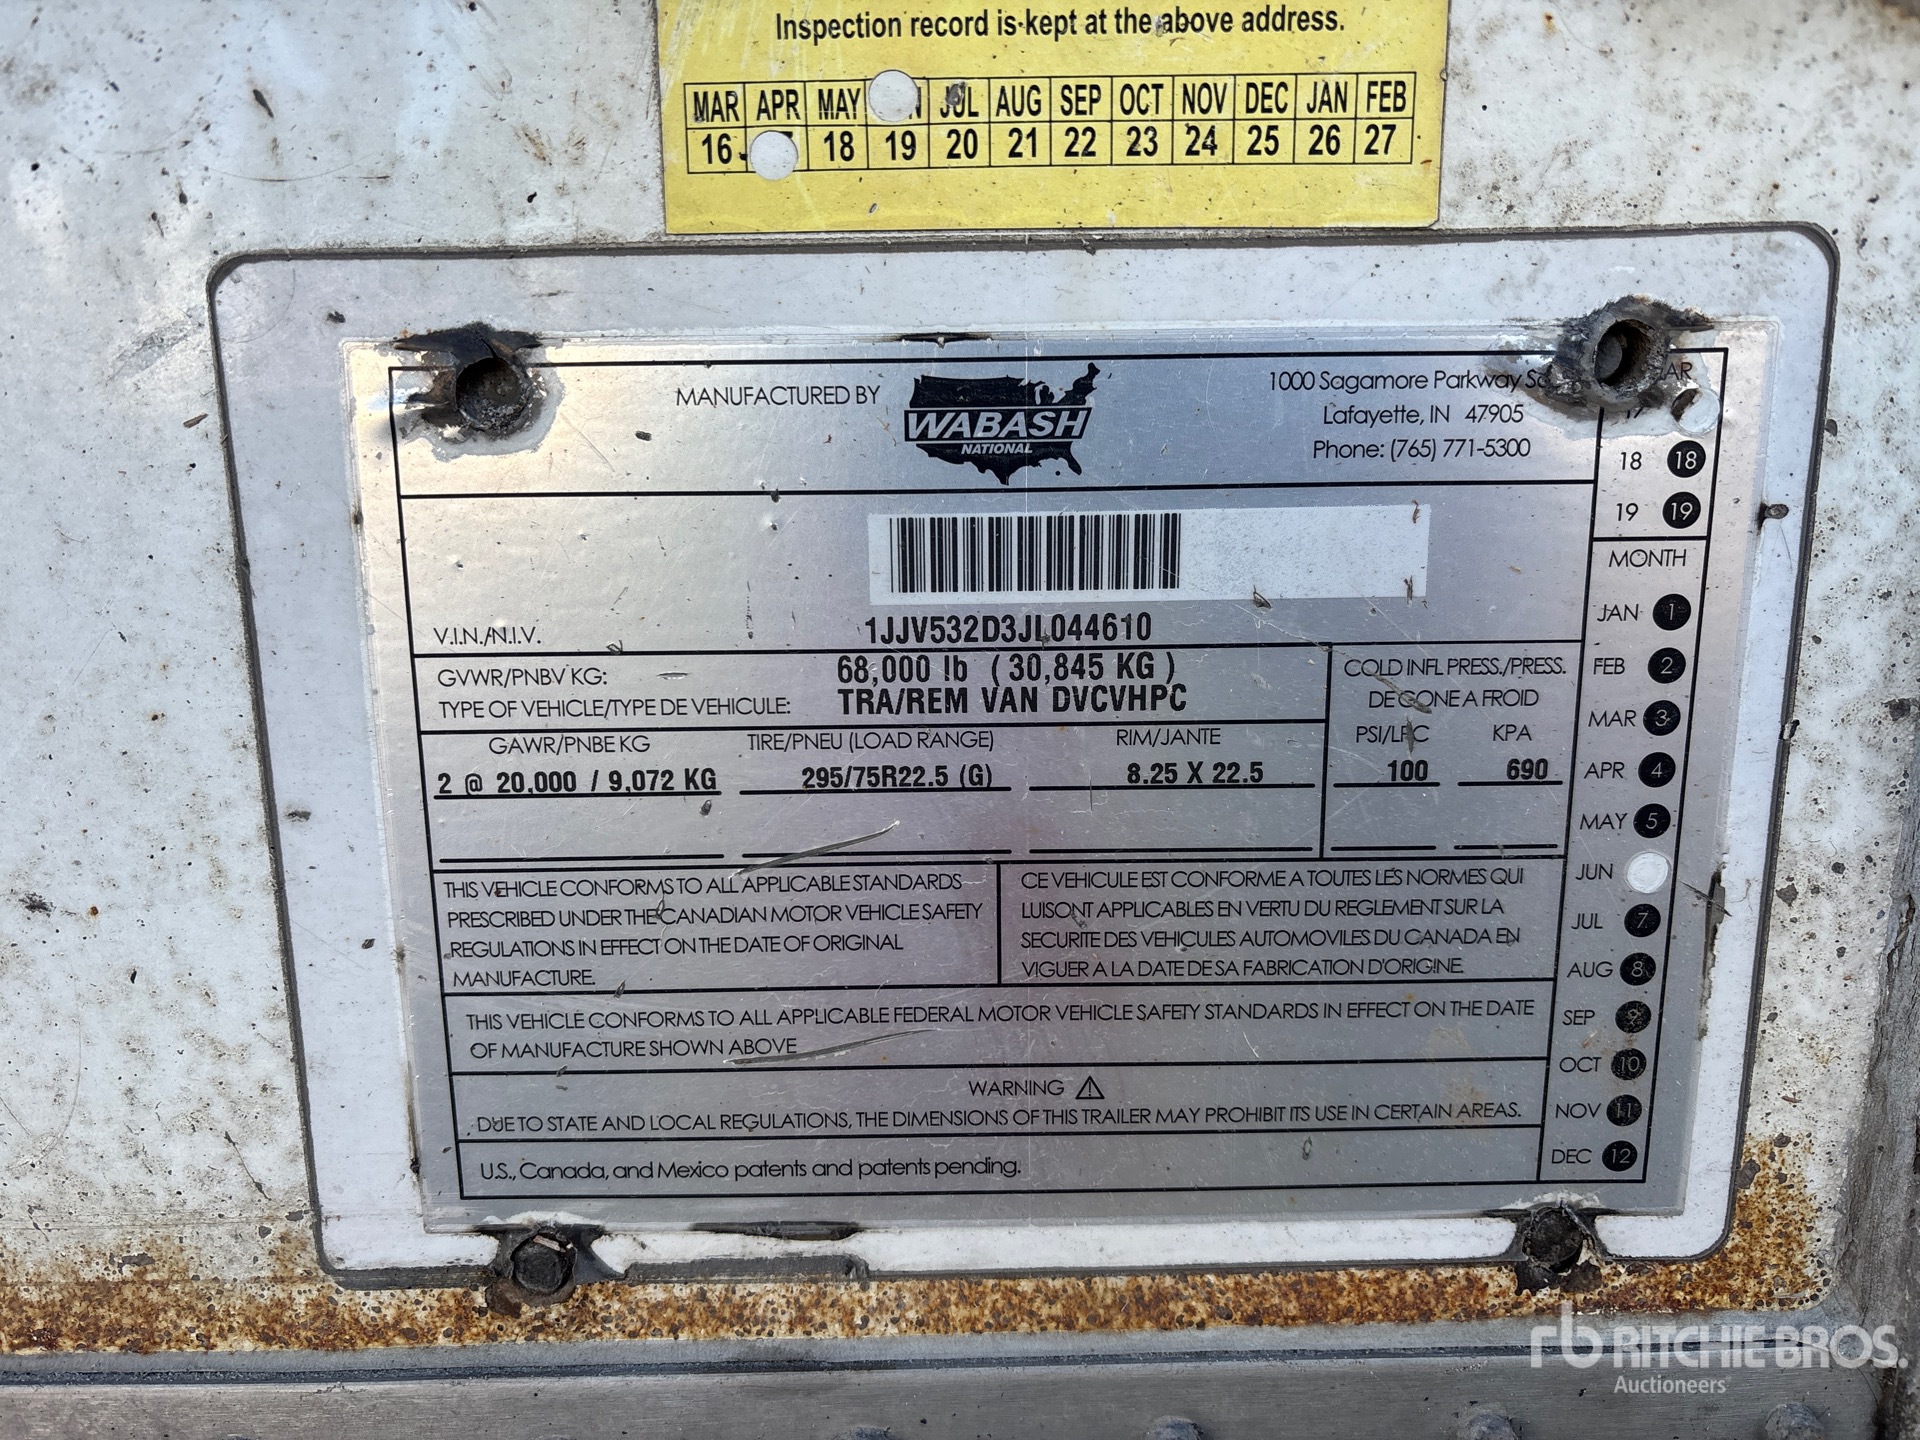 Inspection record is kept at the above address.
MAR APR MAY JUL AUG SEP OCT NOV DEC JAN FEB
16 18 19 20 21 22 23 24 25 26 27
MANUFACTURED BY
WABASH
NATIONAL
1000 Sagamore Parkway
Lafayette, IN 47905
Phone: (765) 771-5300
17
18 18
19 19
MONTH
JAN 1
FEB 2
MAR 3
APR 4
MAY 5
JUN
JUL 7
AUG 8
SEP 9
OCT 10
NOV 11
DEC 12
V.I.N./N.I.V. 1JJV532D3JL044610
GVWR/PNBV KG: 68,000 lb ( 30,845 KG )
TYPE OF VEHICLE/TYPE DE VEHICULE: TRA/REM VAN DVCVHPC
COLD INFL PRESS./PRESS.
DE GONE A FROID
GAWR/PNBE KG TIRE/PNEU (LOAD RANGE) RIM/JANTE PSI/LPC KPA
2 @ 20,000 / 9,072 KG 295/75R22.5 (G) 8.25 X 22.5 100 690
THIS VEHICLE CONFORMS TO ALL APPLICABLE STANDARDS
PRESCRIBED UNDER THE CANADIAN MOTOR VEHICLE SAFETY
REGULATIONS IN EFFECT ON THE DATE OF ORIGINAL
MANUFACTURE.
CE VEHICULE EST CONFORME A TOUTES LES NORMES QUI
LUI SONT APPLICABLES EN VERTU DU REGLEMENT SUR LA
SECURITE DES VEHICULES AUTOMOVILES DU CANADA EN
VIGUER A LA DATE DE SA FABRICATION D'ORIGINE.
THIS VEHICLE CONFORMS TO ALL APPLICABLE FEDERAL MOTOR VEHICLE SAFETY STANDARDS IN EFFECT ON THE DATE
OF MANUFACTURE SHOWN ABOVE
WARNING
DUE TO STATE AND LOCAL REGULATIONS, THE DIMENSIONS OF THIS TRAILER MAY PROHIBIT ITS USE IN CERTAIN AREAS.
U.S., Canada, and Mexico patents and patents pending.
rb RITCHIE BROS.
Auctioneers